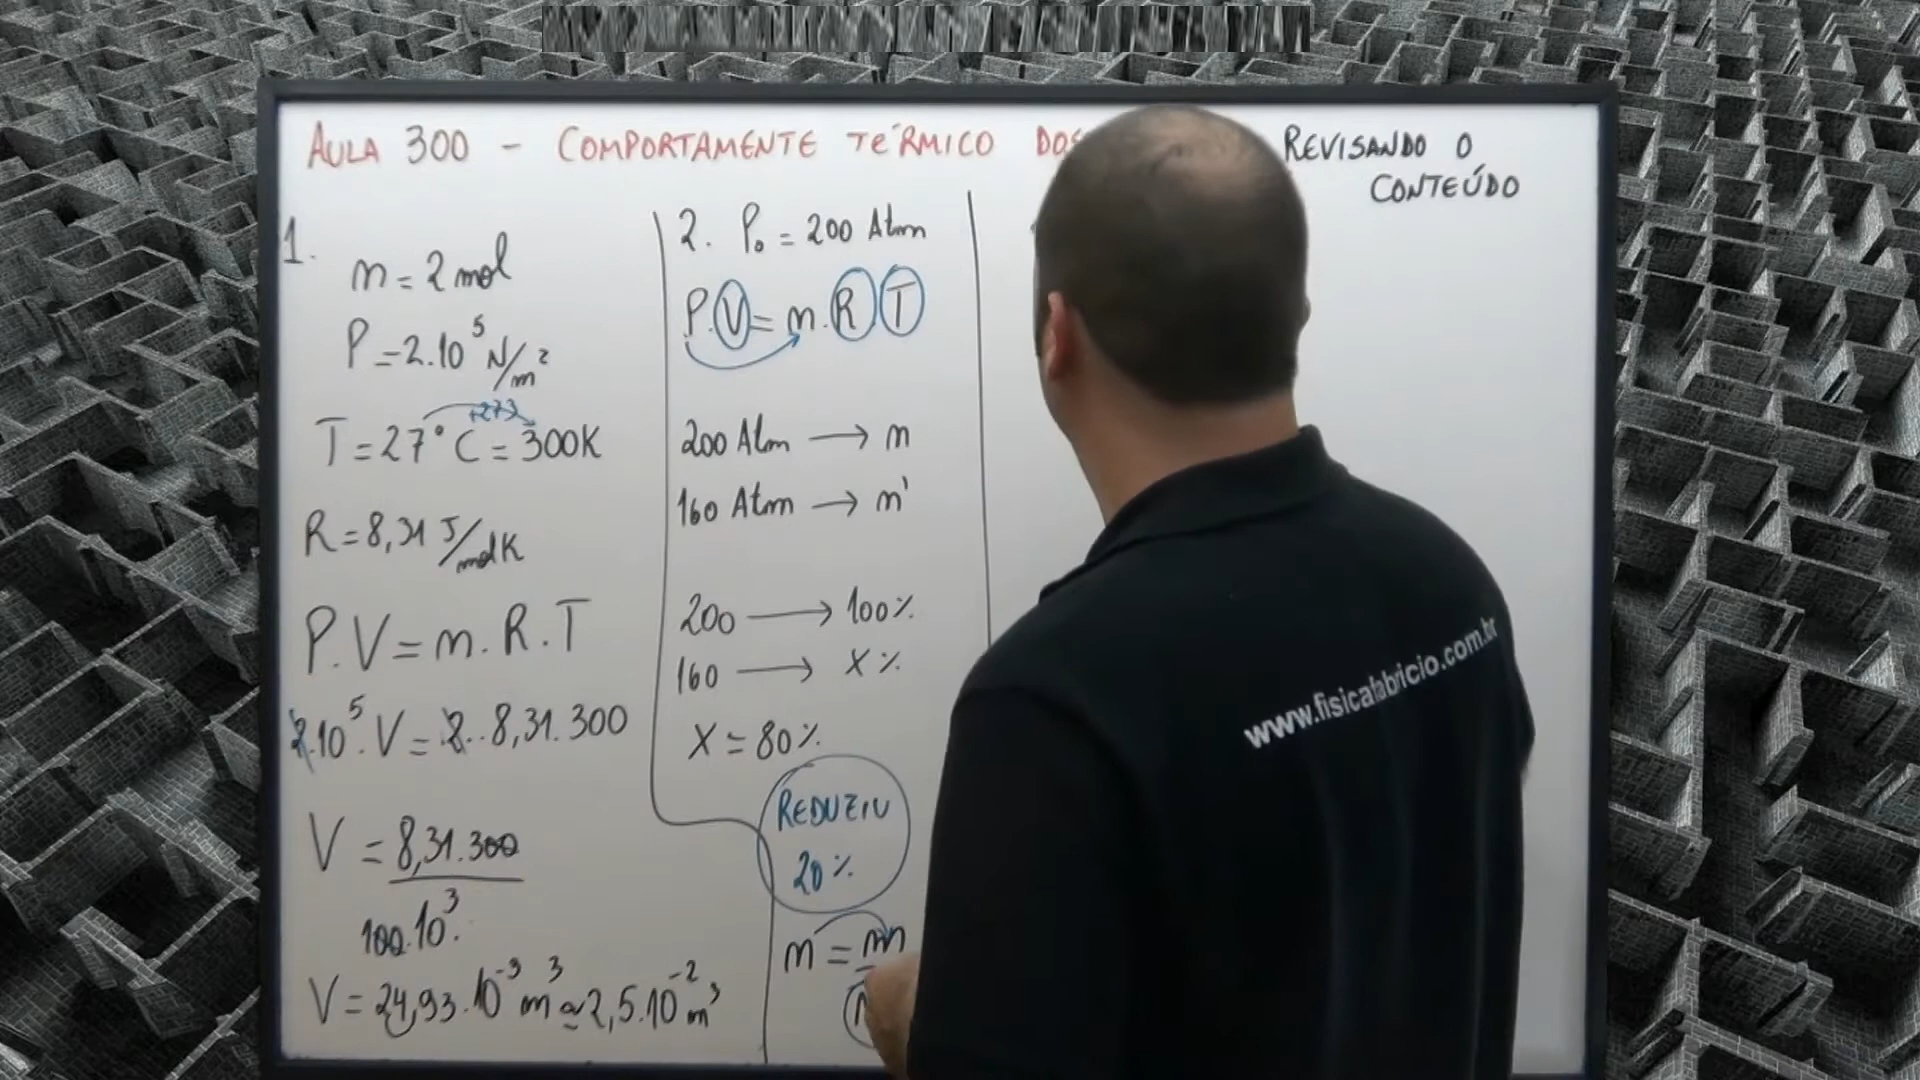 AULA 300 - COMPORTAMENTE TÉRMICO DOS
REVISANDO O
CONTEÚDO
1.
n = 2 mol
P = 2.10⁵ N/m²
+273
T = 27°C = 300K
R = 8,31 J/molK
P.V = n.R.T
2.10⁵.V = 2.8,31.300
V = 8,31.300
100.10³
V = 24,93.10⁻³ m³ ≃ 2,5.10⁻² m³
2. P₀ = 200 Atm
P.V = n.R T
200 Atm → n
160 Atm → n'
200 → 100%
160 → X%
X = 80%
REDUZIU
20%
n = m
www.fisicafabricio.com.br